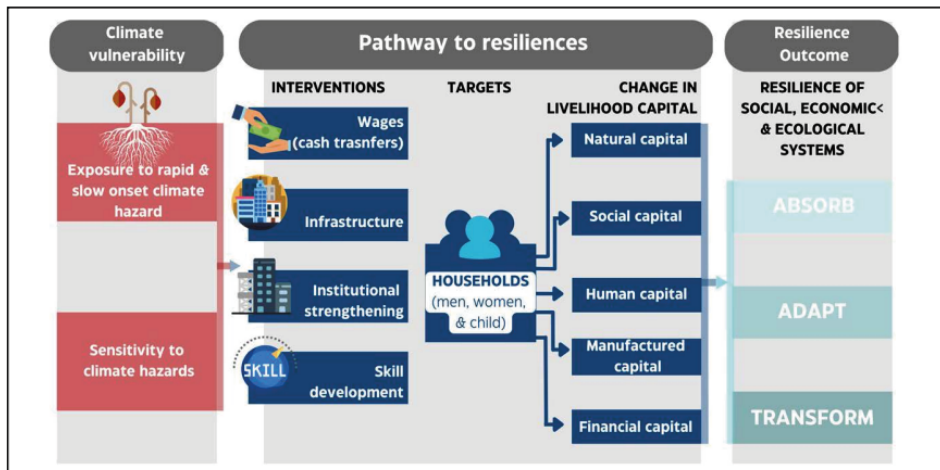 Climate
vulnerability
Pathway to resiliences
Resilience
Outcome
Exposure to rapid &
slow onset climate
hazard
Sensitivity to
climate hazards
INTERVENTIONS
Wages
(cash trasnfers)
Infrastructure
Institutional
strengthening
SKILL
Skill
development
TARGETS
HOUSEHOLDS
(men, women,
& child)
CHANGE IN
LIVELIHOOD CAPITAL
Natural capital
Social capital
Human capital
Manufactured
capital
Financial capital
RESILIENCE OF
SOCIAL, ECONOMIC<
& ECOLOGICAL
SYSTEMS
ABSORB
ADAPT
TRANSFORM